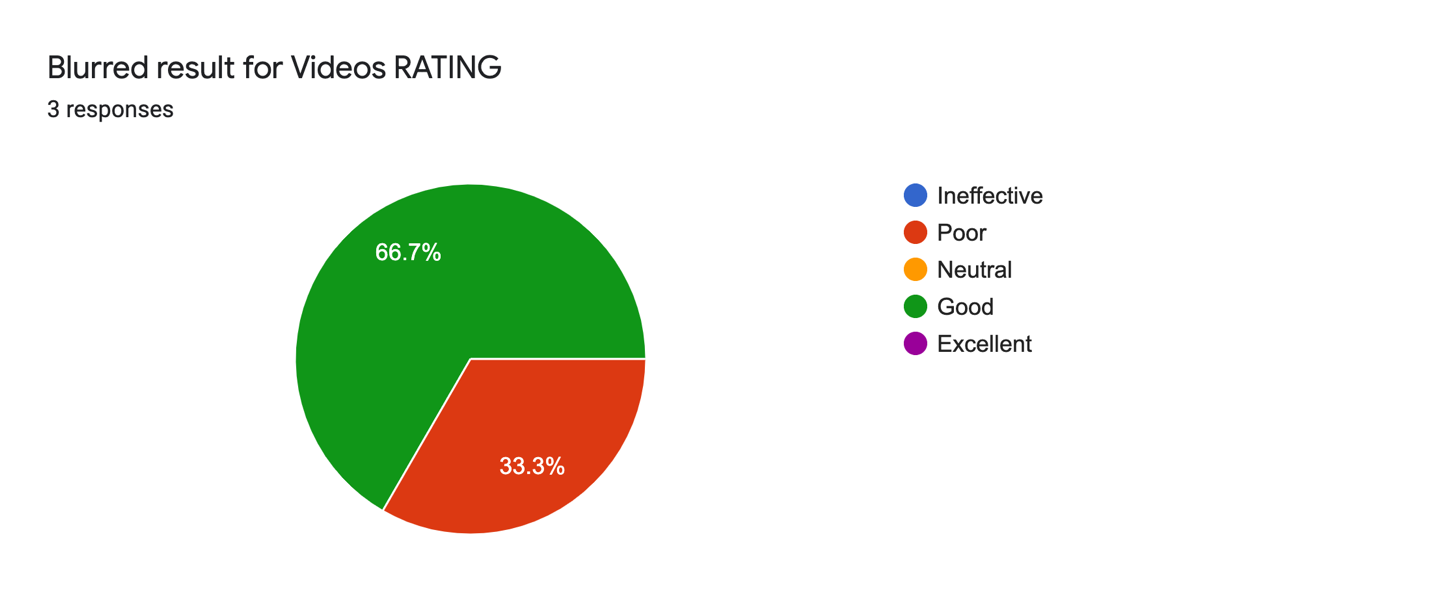 Blurred result for Videos RATING
3 responses
66.7%
33.3%
Ineffective
Poor
Neutral
Good
Excellent